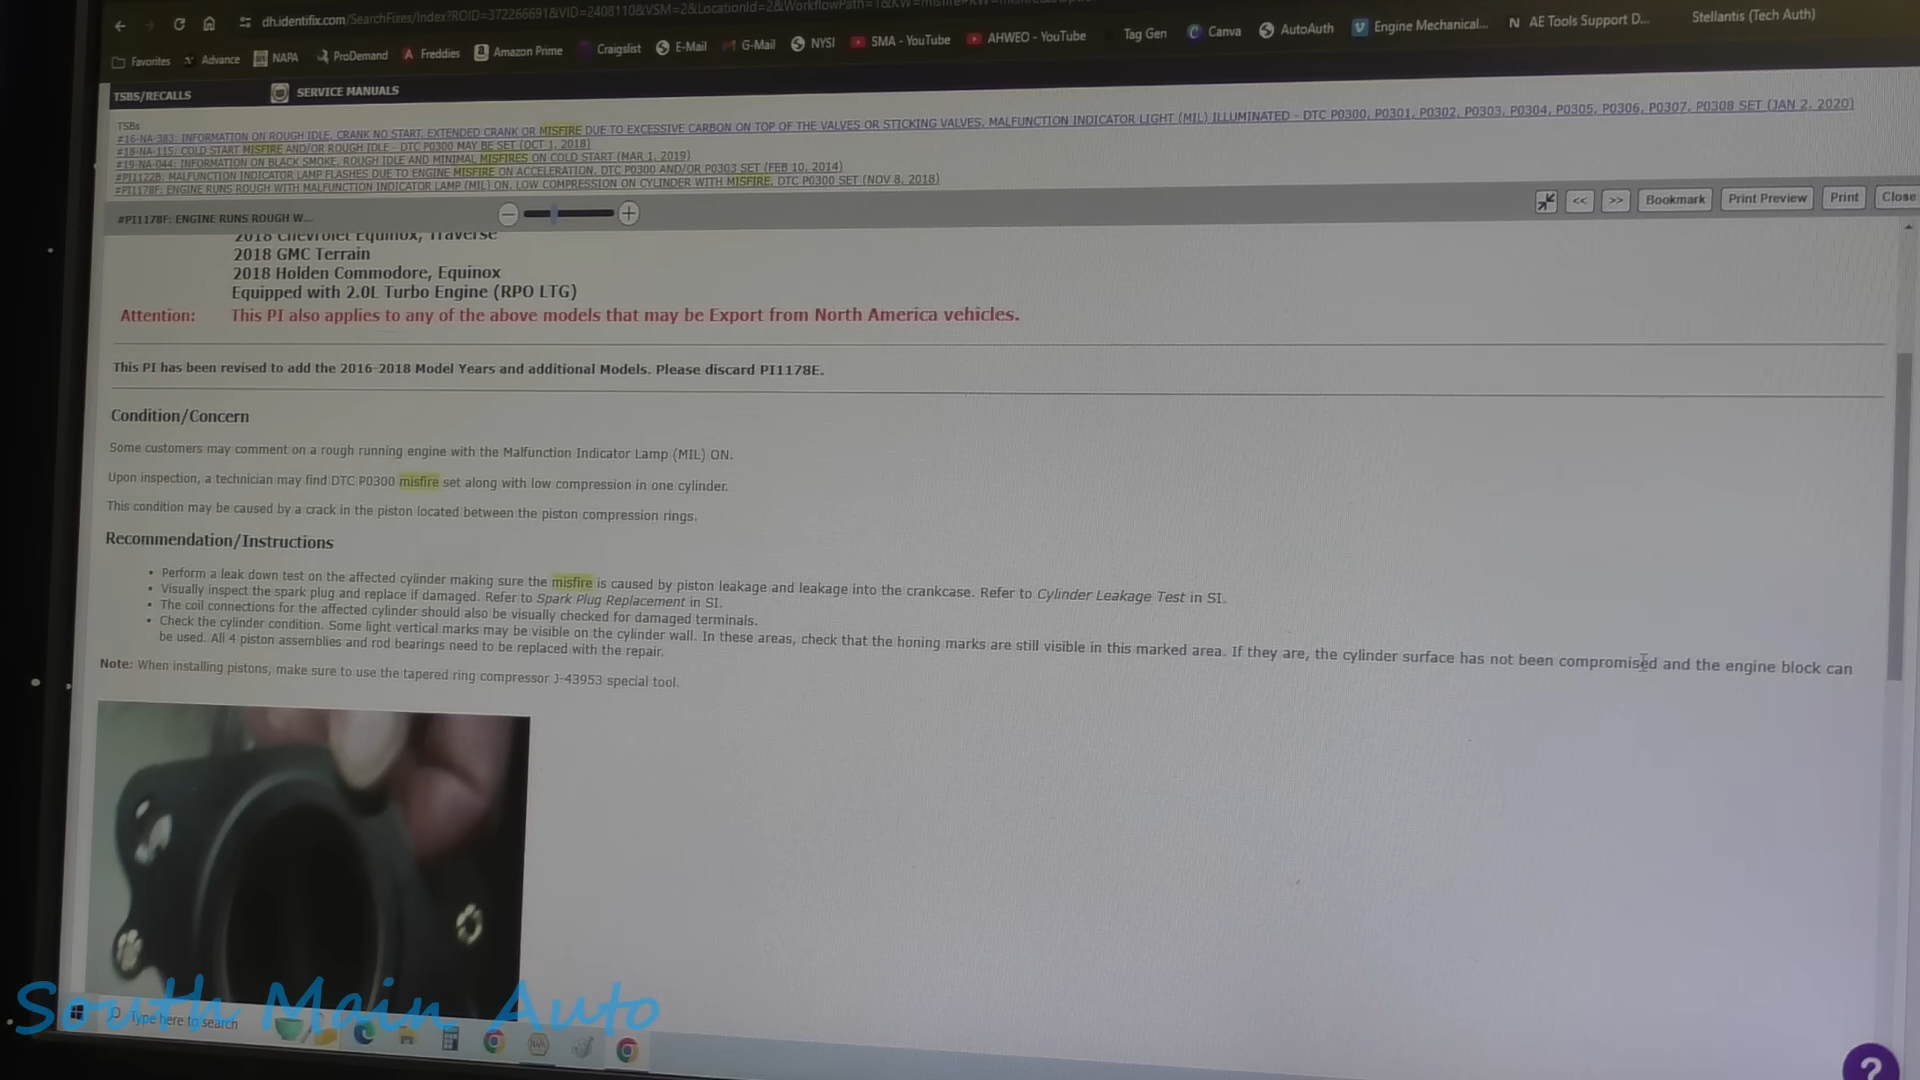 dh.identifix.com/SearchFixes/Index?ROID=372266691&VID=2408110&VSM=2&LocationId=2&WorkflowPath=1
Favorites Advance NAPA ProDemand Freddies Amazon Prime Craigslist E-Mail G-Mail NYSI SMA - YouTube AHWEO - YouTube Tag Gen Canva AutoAuth Engine Mechanical... AE Tools Support D... Stellantis (Tech Auth)
TSBS/RECALLS SERVICE MANUALS
TSBs
#16-NA-383: INFORMATION ON ROUGH IDLE, CRANK NO START, EXTENDED CRANK OR MISFIRE DUE TO EXCESSIVE CARBON ON TOP OF THE VALVES OR STICKING VALVES, MALFUNCTION INDICATOR LIGHT (MIL) ILLUMINATED - DTC P0300, P0301, P0302, P0303, P0304, P0305, P0306, P0307, P0308 SET (JAN 2, 2020)
#18-NA-115: COLD START MISFIRE AND/OR ROUGH IDLE - DTC P0300 MAY BE SET (OCT 1, 2018)
#19-NA-044: INFORMATION ON BLACK SMOKE, ROUGH IDLE AND MINIMAL MISFIRES ON COLD START (MAR 1, 2019)
#PI1122B: MALFUNCTION INDICATOR LAMP FLASHES DUE TO ENGINE MISFIRE ON ACCELERATION, DTC P0300 AND/OR P0303 SET (FEB 10, 2014)
#PI1178F: ENGINE RUNS ROUGH WITH MALFUNCTION INDICATOR LAMP (MIL) ON, LOW COMPRESSION ON CYLINDER WITH MISFIRE, DTC P0300 SET (NOV 8, 2018)
#PI1178F: ENGINE RUNS ROUGH W... << >> Bookmark Print Preview Print Close
2018 Chevrolet Equinox, Traverse
2018 GMC Terrain
2018 Holden Commodore, Equinox
Equipped with 2.0L Turbo Engine (RPO LTG)
Attention: This PI also applies to any of the above models that may be Export from North America vehicles.
This PI has been revised to add the 2016-2018 Model Years and additional Models. Please discard PI1178E.
Condition/Concern
Some customers may comment on a rough running engine with the Malfunction Indicator Lamp (MIL) ON.
Upon inspection, a technician may find DTC P0300 misfire set along with low compression in one cylinder.
This condition may be caused by a crack in the piston located between the piston compression rings.
Recommendation/Instructions
• Perform a leak down test on the affected cylinder making sure the misfire is caused by piston leakage and leakage into the crankcase. Refer to Cylinder Leakage Test in SI.
• Visually inspect the spark plug and replace if damaged. Refer to Spark Plug Replacement in SI.
• The coil connections for the affected cylinder should also be visually checked for damaged terminals.
• Check the cylinder condition. Some light vertical marks may be visible on the cylinder wall. In these areas, check that the honing marks are still visible in this marked area. If they are, the cylinder surface has not been compromised and the engine block can
be used. All 4 piston assemblies and rod bearings need to be replaced with the repair.
Note: When installing pistons, make sure to use the tapered ring compressor J-43953 special tool.
South Main Auto
Type here to search
?